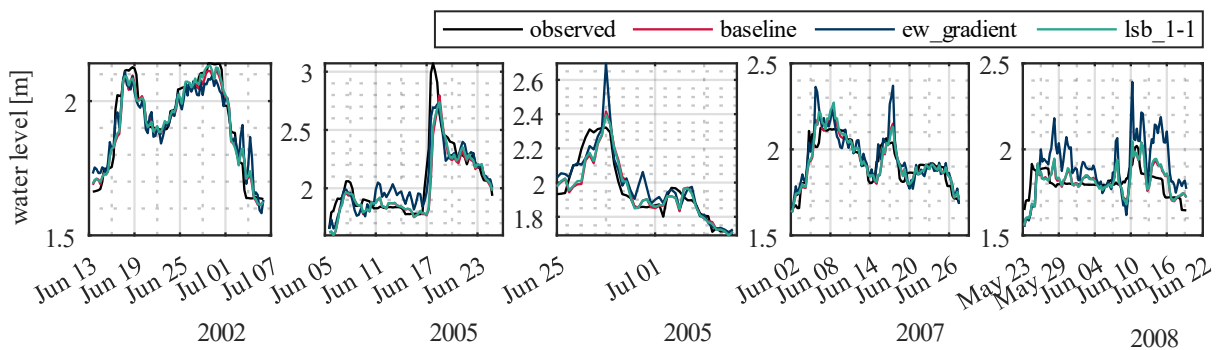 observed baseline ew_gradient lsb_1-1
water level [m]
2
1.5
3
2.5
2
2.6
2.4
2.2
2
1.8
2.5
2
1.5
2.5
2
1.5
Jun 13 Jun 19 Jun 25 Jul 01 Jul 07
Jun 05 Jun 11 Jun 17 Jun 23
Jun 25 Jul 01
Jun 02 Jun 08 Jun 14 Jun 20 Jun 26
May 23 May 29 Jun 04 Jun 10 Jun 16 Jun 22
2002 2005 2005 2007 2008